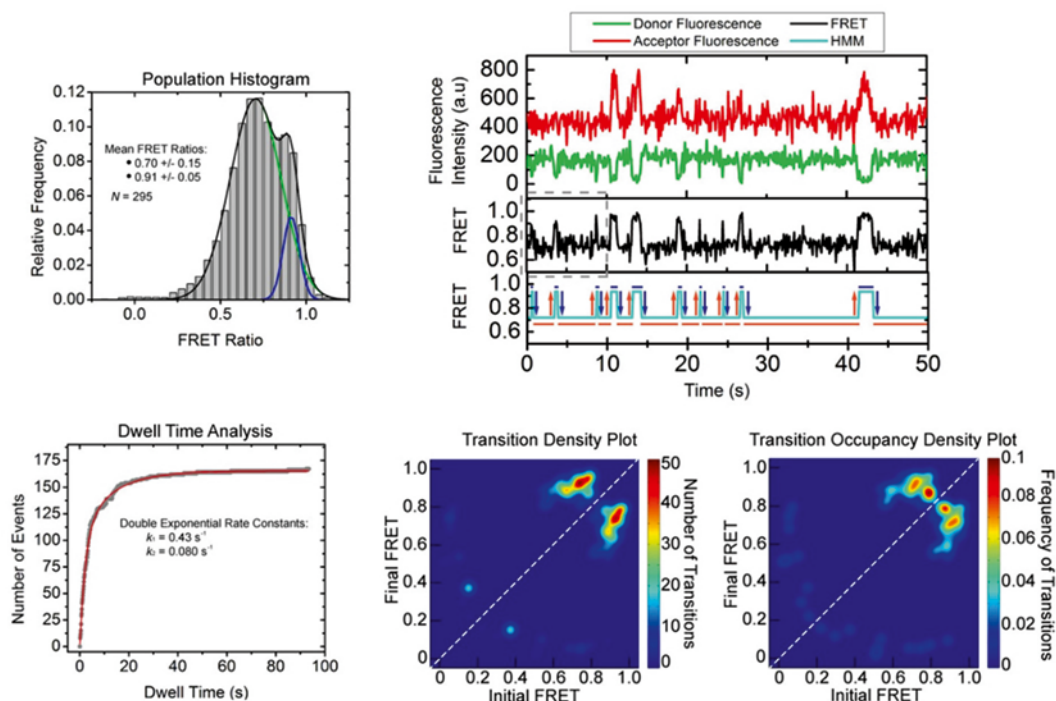 Population Histogram
0.12
0.10
0.08
0.06
0.04
0.02
0.00
Relative Frequency
Mean FRET Ratios:
• 0.70 +/- 0.15
• 0.91 +/- 0.05
N = 295
0.0
0.5
1.0
FRET Ratio
Donor Fluorescence
FRET
Acceptor Fluorescence
HMM
800
600
400
200
0
Fluorescence
Intensity (a.u)
1.0
0.8
0.6
FRET
1.0
0.8
0.6
FRET
0 10 20 30 40 50
Time (s)
Dwell Time Analysis
175
150
125
100
75
50
25
0
Number of Events
Double Exponential Rate Constants:
k₁ = 0.43 s⁻¹
k₂ = 0.080 s⁻¹
0 20 40 60 80 100
Dwell Time (s)
Transition Density Plot
1.0
0.8
0.6
0.4
0.2
0.0
Final FRET
0.0 0.2 0.4 0.6 0.8 1.0
Initial FRET
50
40
30
20
10
0
Number of Transitions
Transition Occupancy Density Plot
1.0
0.8
0.6
0.4
0.2
0.0
Final FRET
0.0 0.2 0.4 0.6 0.8 1.0
Initial FRET
0.1
0.08
0.06
0.04
0.02
0
Frequency of Transitions